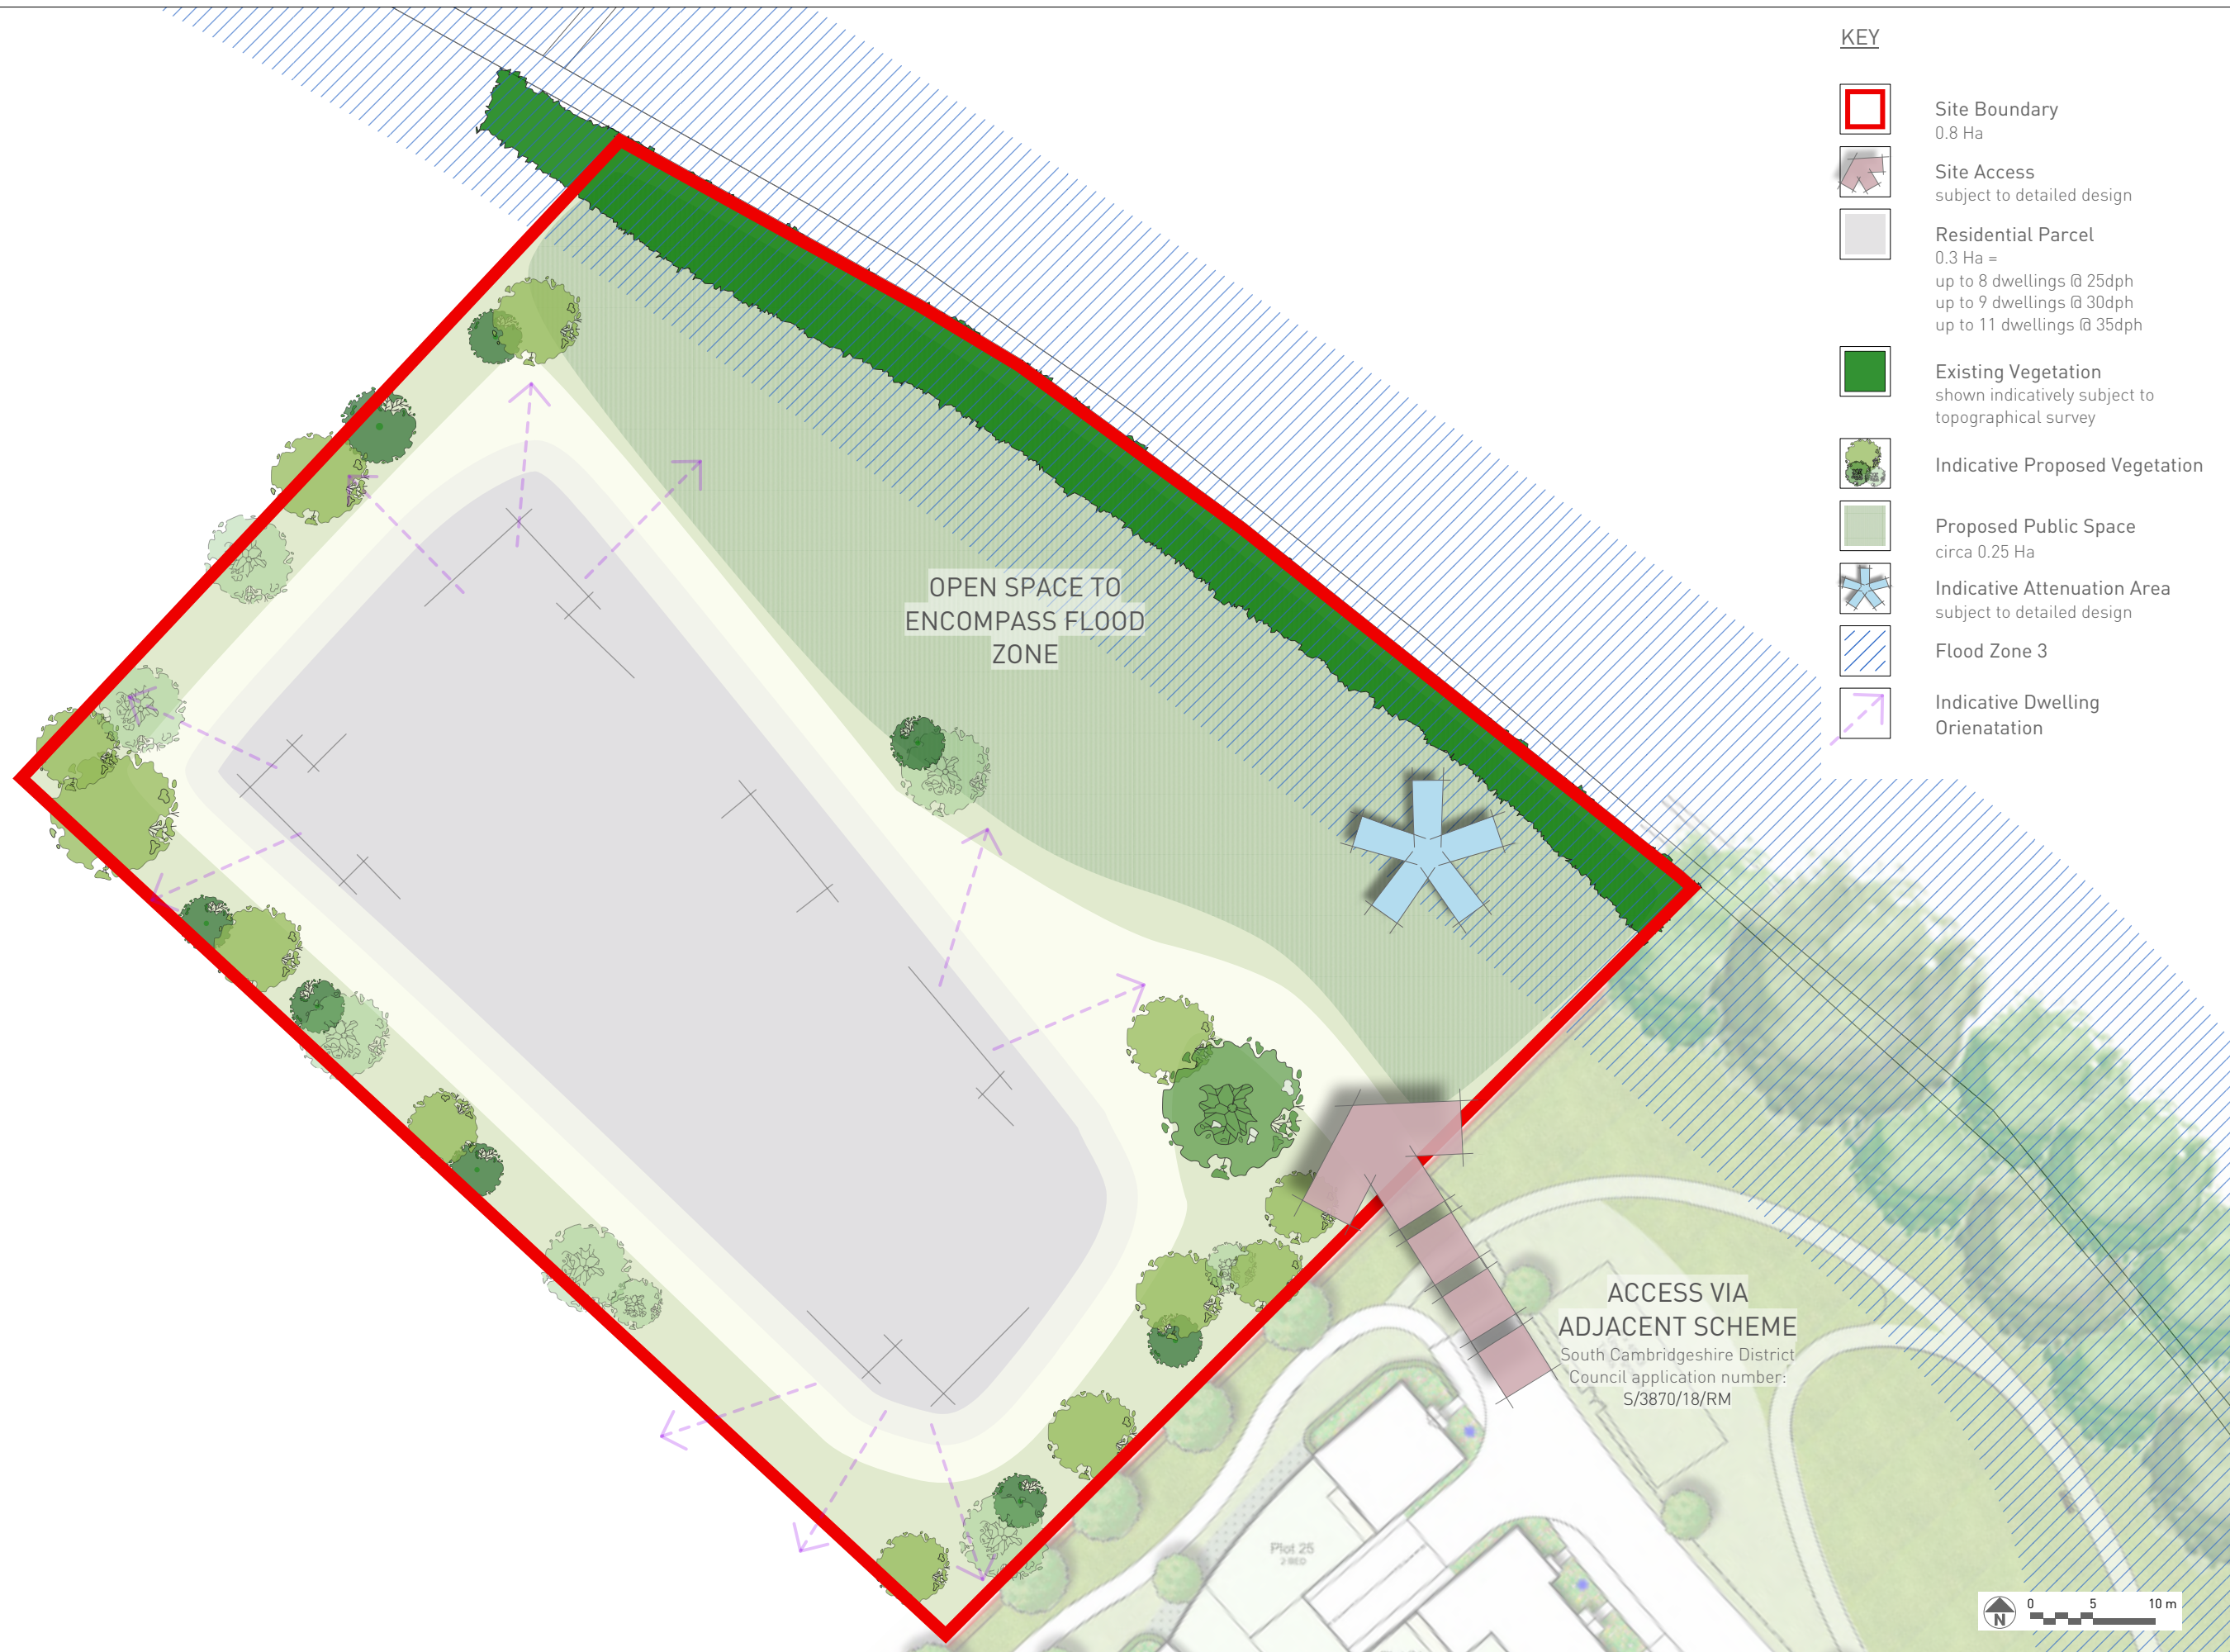 KEY
Site Boundary
0.8 Ha
Site Access
subject to detailed design
Residential Parcel
0.3 Ha =
up to 8 dwellings @ 25dph
up to 9 dwellings @ 30dph
up to 11 dwellings @ 35dph
Existing Vegetation
shown indicatively subject to
topographical survey
Indicative Proposed Vegetation
Proposed Public Space
circa 0.25 Ha
Indicative Attenuation Area
subject to detailed design
Flood Zone 3
Indicative Dwelling
Orienatation
OPEN SPACE TO
ENCOMPASS FLOOD
ZONE
ACCESS VIA
ADJACENT SCHEME
South Cambridgeshire District
Council application number:
S/3870/18/RM
Plot 25
2 BED
N
0 5 10 m